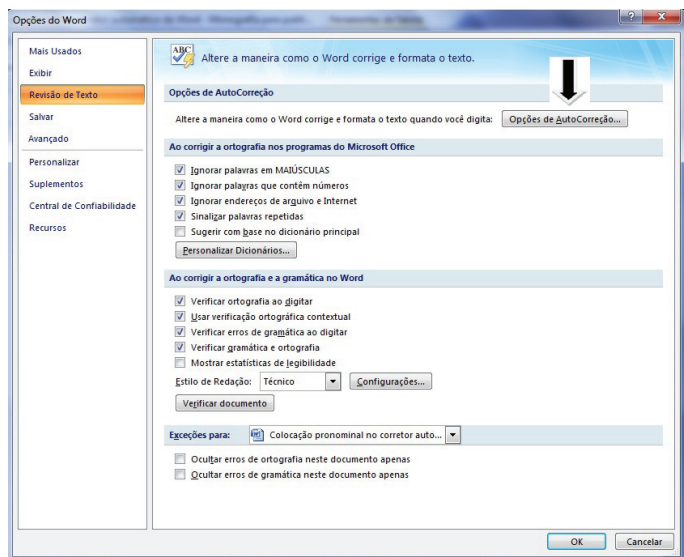 Opções do Word
Mais Usados
Exibir
Revisão de Texto
Salvar
Avançado
Personalizar
Suplementos
Central de Confiabilidade
Recursos
ABC
Altere a maneira como o Word corrige e formata o texto.
Opções de AutoCorreção
Altere a maneira como o Word corrige e formata o texto quando você digita: Opções de AutoCorreção...
Ao corrigir a ortografia nos programas do Microsoft Office
Ignorar palavras em MAIÚSCULAS
Ignorar palavras que contêm números
Ignorar endereços de arquivo e Internet
Sinalizar palavras repetidas
Sugerir com base no dicionário principal
Personalizar Dicionários...
Ao corrigir a ortografia e a gramática no Word
Verificar ortografia ao digitar
Usar verificação ortográfica contextual
Verificar erros de gramática ao digitar
Verificar gramática e ortografia
Mostrar estatísticas de legibilidade
Estilo de Redação: Técnico Configurações...
Verificar documento
Exceções para: Colocação pronominal no corretor auto...
Ocultar erros de ortografia neste documento apenas
Ocultar erros de gramática neste documento apenas
OK Cancelar